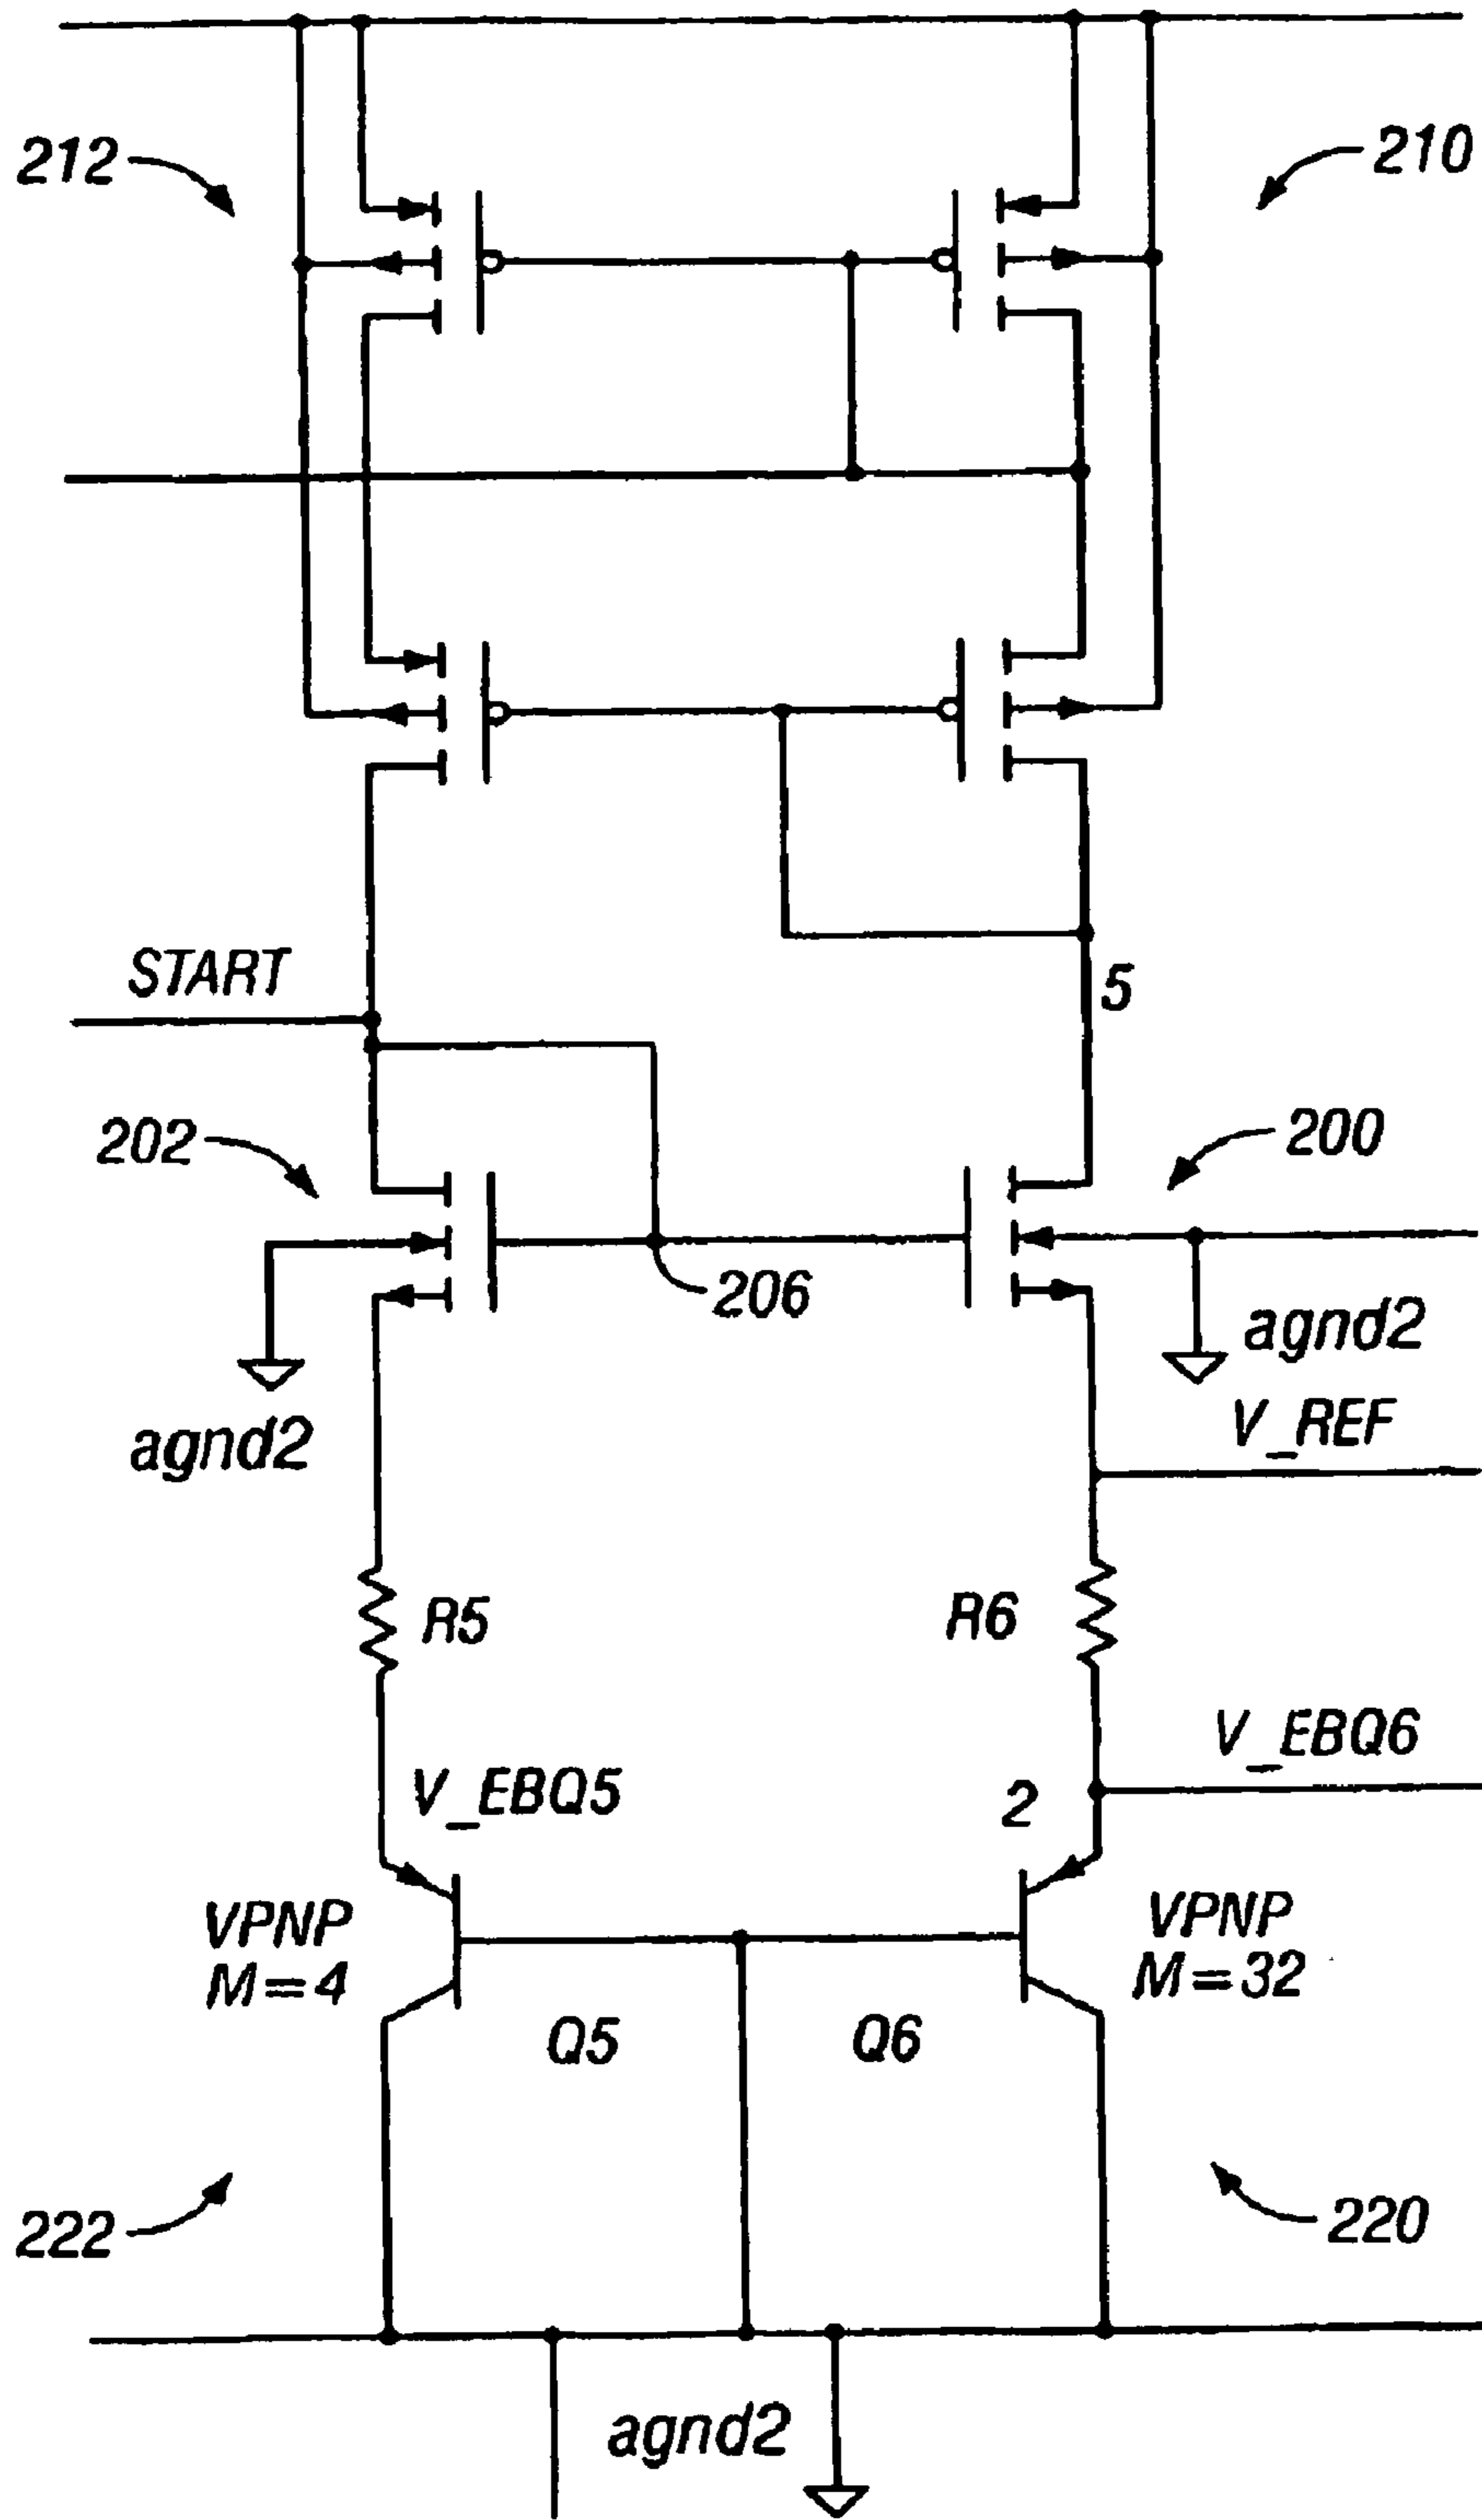 212
210
START
5
202
200
206
agnd2
agnd2
V_REF
R5
R6
V_EBQ6
V_EBQ5
2
VPNP
M=4
VPNP
M=32
Q5
Q6
222
220
agnd2